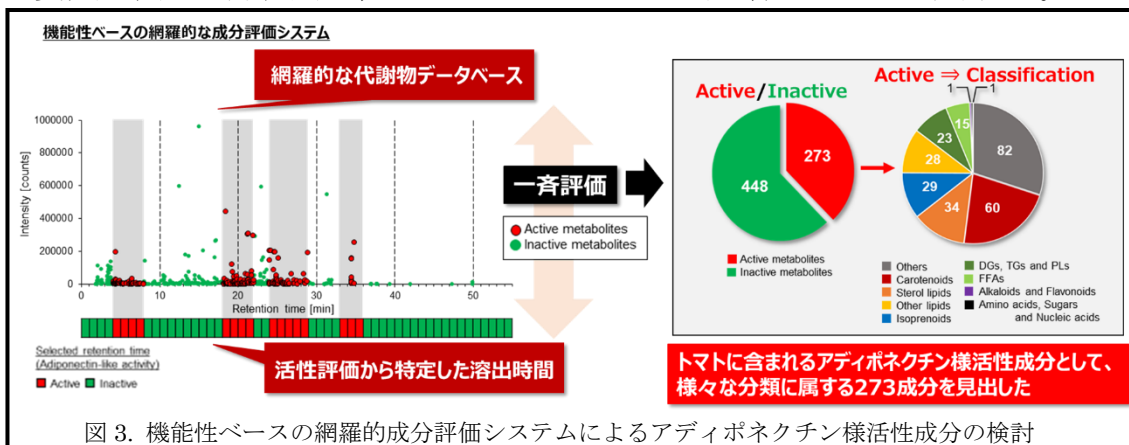 機能性ベースの網羅的な成分評価システム
網羅的な代謝物データベース
Intensity [counts]
1000000
800000
600000
400000
200000
0
0
10
20
30
40
50
Retention time [min]
Selected retention time
(Adiponectin-like activity)
Active
Inactive
活性評価から特定した溶出時間
一斉評価
Active metabolites
Inactive metabolites
Active/Inactive
273
448
Active metabolites
Inactive metabolites
Active ⇒ Classification
1
1
15
23
28
29
34
60
82
Others
Carotenoids
Sterol lipids
Other lipids
Isoprenoids
DGs, TGs and PLs
FFAs
Alkaloids and Flavonoids
Amino acids, Sugars
and Nucleic acids
トマトに含まれるアディポネクチン様活性成分として、
様々な分類に属する273成分を見出した
図 3. 機能性ベースの網羅的成分評価システムによるアディポネクチン様活性成分の検討